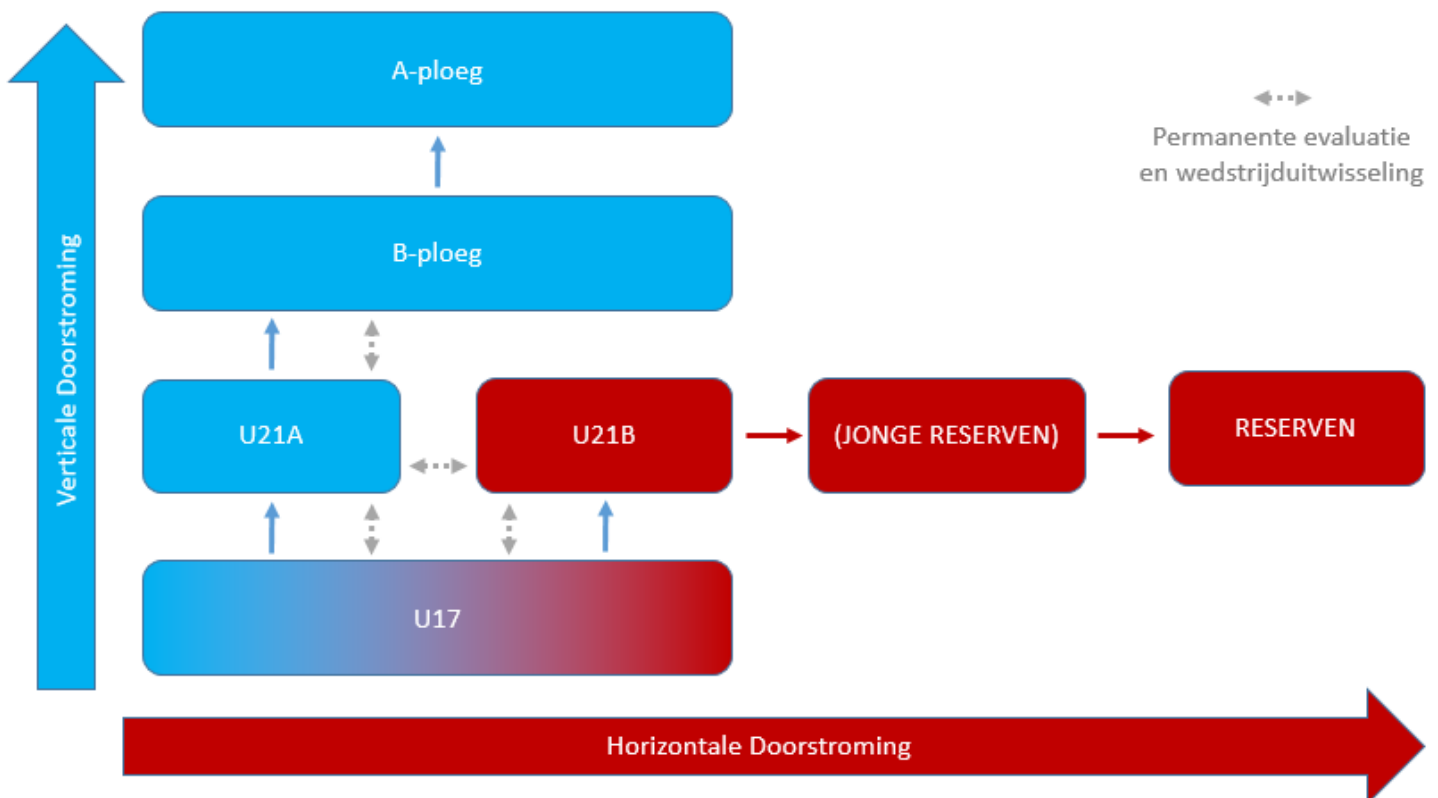 A-ploeg
Permanente evaluatie
en wedstrijduitwisseling
B-ploeg
Verticale Doorstroming
U21A
U21B
(JONGE RESERVEN)
RESERVEN
U17
Horizontale Doorstroming